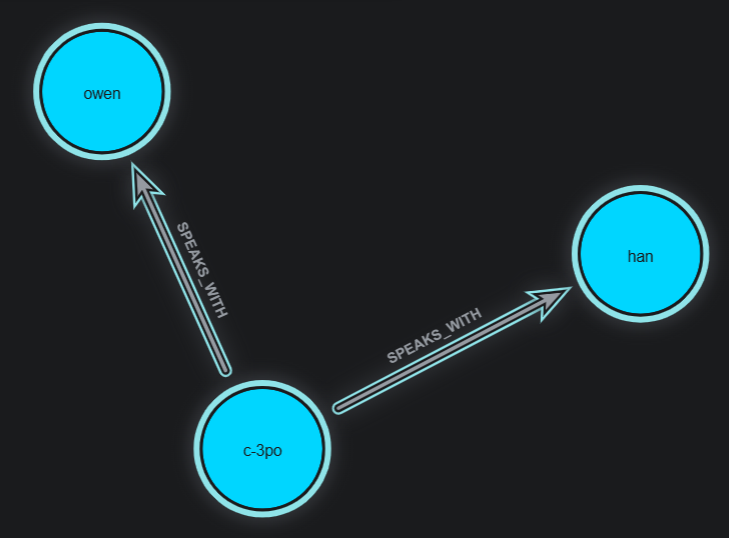 owen
SPEAKS_WITH
han
SPEAKS_WITH
c-3po